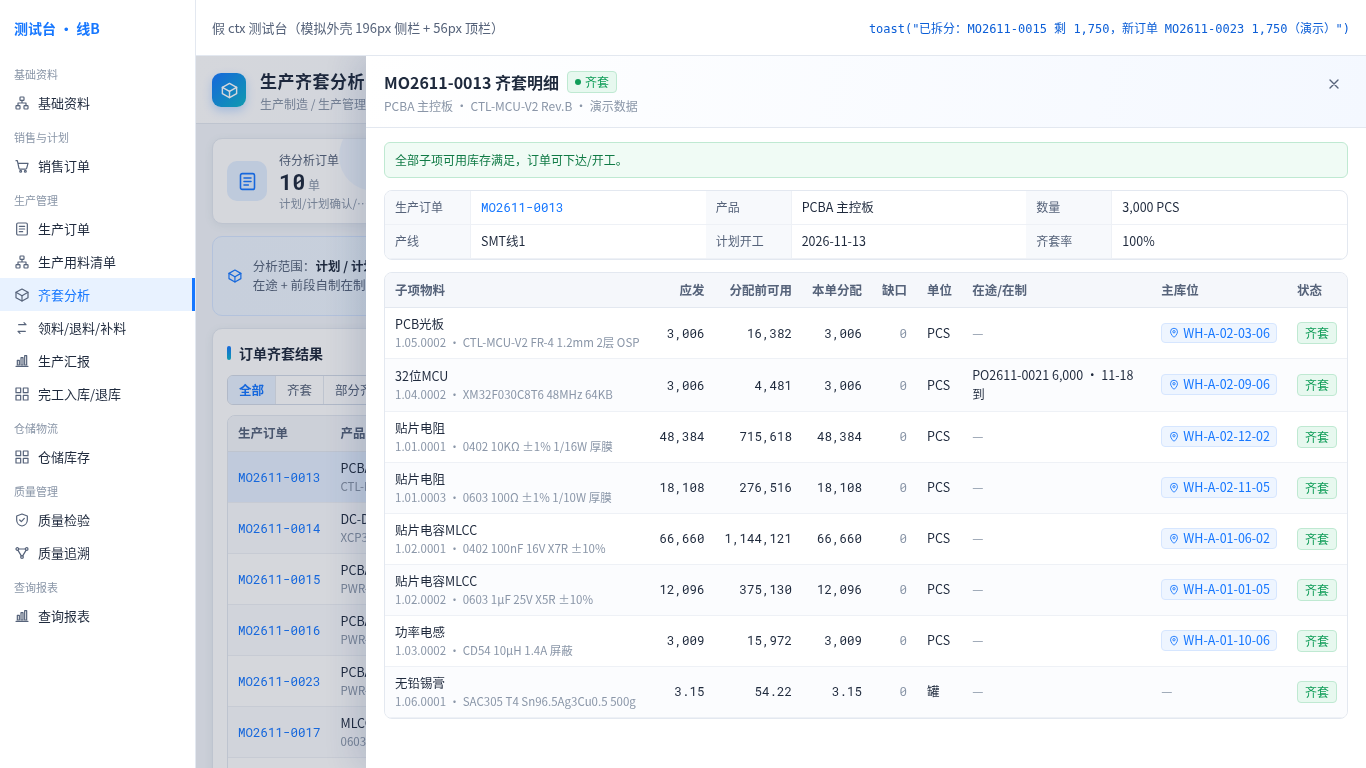 测试台 · 线B
假 ctx 测试台（模拟外壳 196px 侧栏 + 56px 顶栏）
toast("已拆分: MO2611-0015 剩 1,750, 新订单 MO2611-0023 1,750（演示）")
基础资料
基础资料
销售与计划
销售订单
生产管理
生产订单
生产用料清单
齐套分析
领料/退料/补料
生产汇报
完工入库/退库
仓储物流
仓储库存
质量管理
质量检验
质量追溯
查询报表
查询报表
生产齐套分析
生产制造 / 生产管理
待分析订单
10 单
计划/计划确认/···
分析范围：计划 / 计
在途 + 前段自制在制
订单齐套结果
全部 齐套 部分
生产订单 产品
MO2611-0013 PCB
CTL-
MO2611-0014 DC-D
XCP3
MO2611-0015 PCB
PWR
MO2611-0016 PCB
PWR
MO2611-0023 PCB
PWR
MO2611-0017 MLC
0603
MO2611-0013 齐套明细 齐套
PCBA 主控板 · CTL-MCU-V2 Rev.B · 演示数据
全部子项可用库存满足，订单可下达/开工。
生产订单 MO2611-0013 产品 PCBA 主控板 数量 3,000 PCS
产线 SMT线1 计划开工 2026-11-13 齐套率 100%
子项物料 应发 分配前可用 本单分配 缺口 单位 在途/在制 主库位 状态
PCB光板
1.05.0002 · CTL-MCU-V2 FR-4 1.2mm 2层 OSP
3,006 16,382 3,006 0 PCS — WH-A-02-03-06 齐套
32位MCU
1.04.0002 · XM32F030C8T6 48MHz 64KB
3,006 4,481 3,006 0 PCS PO2611-0021 6,000 · 11-18
到
WH-A-02-09-06 齐套
贴片电阻
1.01.0001 · 0402 10KΩ ±1% 1/16W 厚膜
48,384 715,618 48,384 0 PCS — WH-A-02-12-02 齐套
贴片电阻
1.01.0003 · 0603 100Ω ±1% 1/10W 厚膜
18,108 276,516 18,108 0 PCS — WH-A-02-11-05 齐套
贴片电容MLCC
1.02.0001 · 0402 100nF 16V X7R ±10%
66,660 1,144,121 66,660 0 PCS — WH-A-01-06-02 齐套
贴片电容MLCC
1.02.0002 · 0603 1μF 25V X5R ±10%
12,096 375,130 12,096 0 PCS — WH-A-01-01-05 齐套
功率电感
1.03.0002 · CD54 10μH 1.4A 屏蔽
3,009 15,972 3,009 0 PCS — WH-A-01-10-06 齐套
无铅锡膏
1.06.0001 · SAC305 T4 Sn96.5Ag3Cu0.5 500g
3.15 54.22 3.15 0 罐 — — 齐套